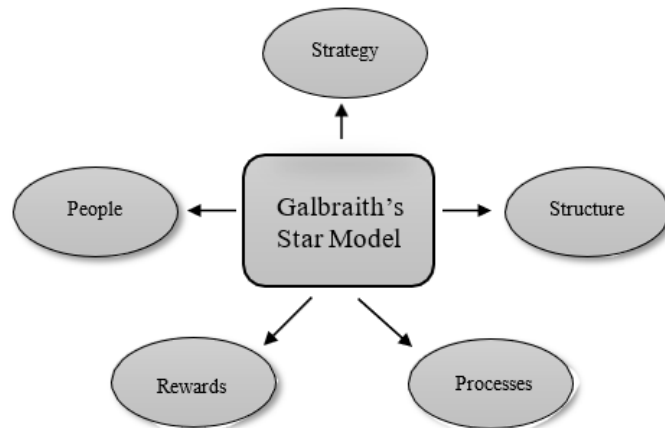 Strategy
People
Galbraith’s
Star Model
Structure
Rewards
Processes